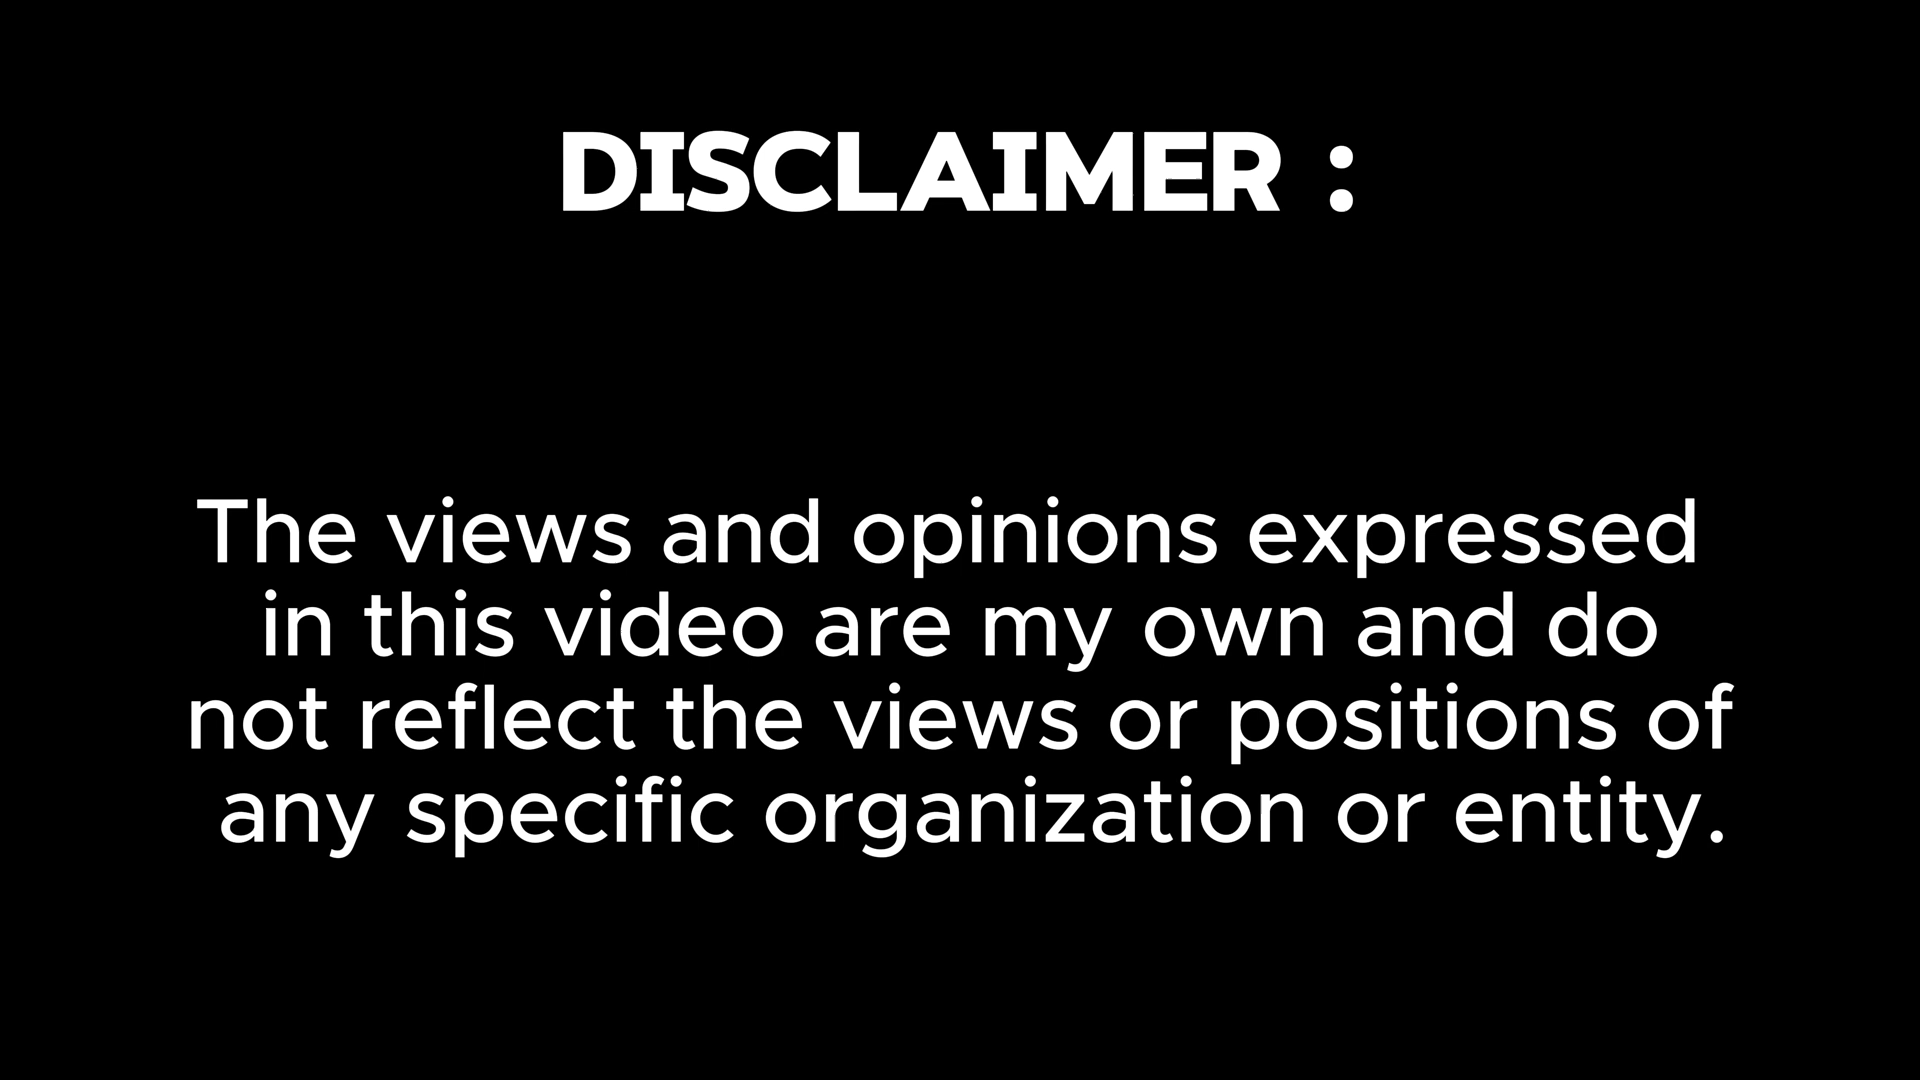 DISCLAIMER :
The views and opinions expressed
in this video are my own and do
not reflect the views or positions of
any specific organization or entity.